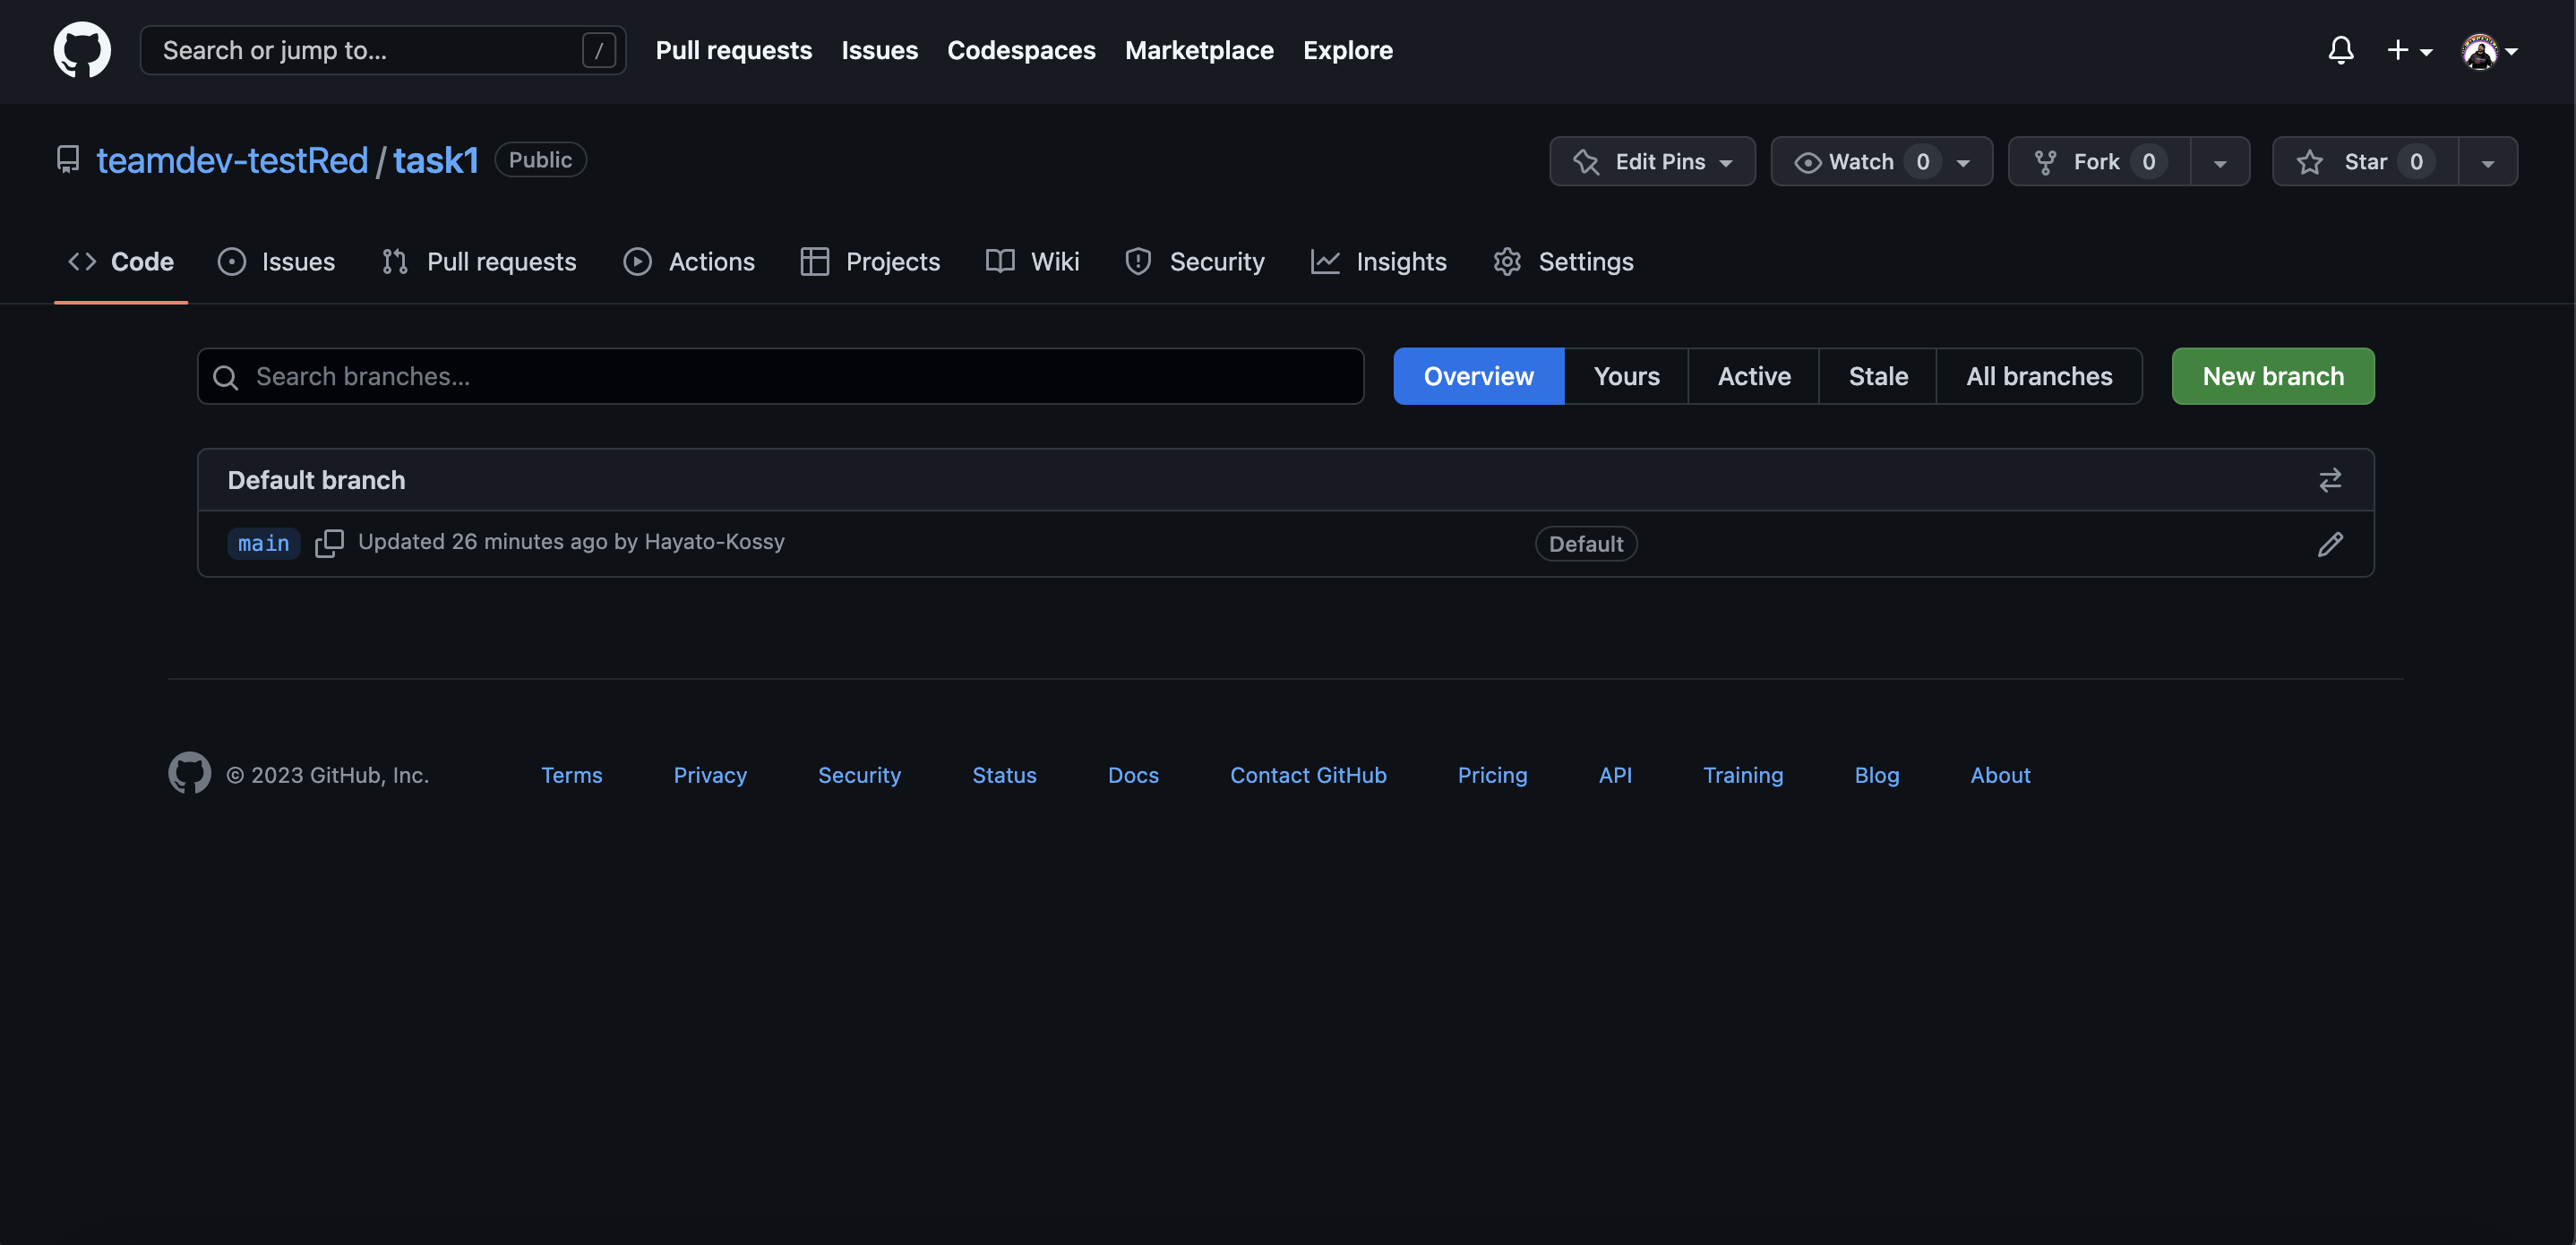 Search or jump to... / Pull requests Issues Codespaces Marketplace Explore
teamdev-testRed / task1 Public Edit Pins Watch 0 Fork 0 Star 0
Code Issues Pull requests Actions Projects Wiki Security Insights Settings
Search branches... Overview Yours Active Stale All branches New branch
Default branch
main Updated 26 minutes ago by Hayato-Kossy Default
© 2023 GitHub, Inc. Terms Privacy Security Status Docs Contact GitHub Pricing API Training Blog About